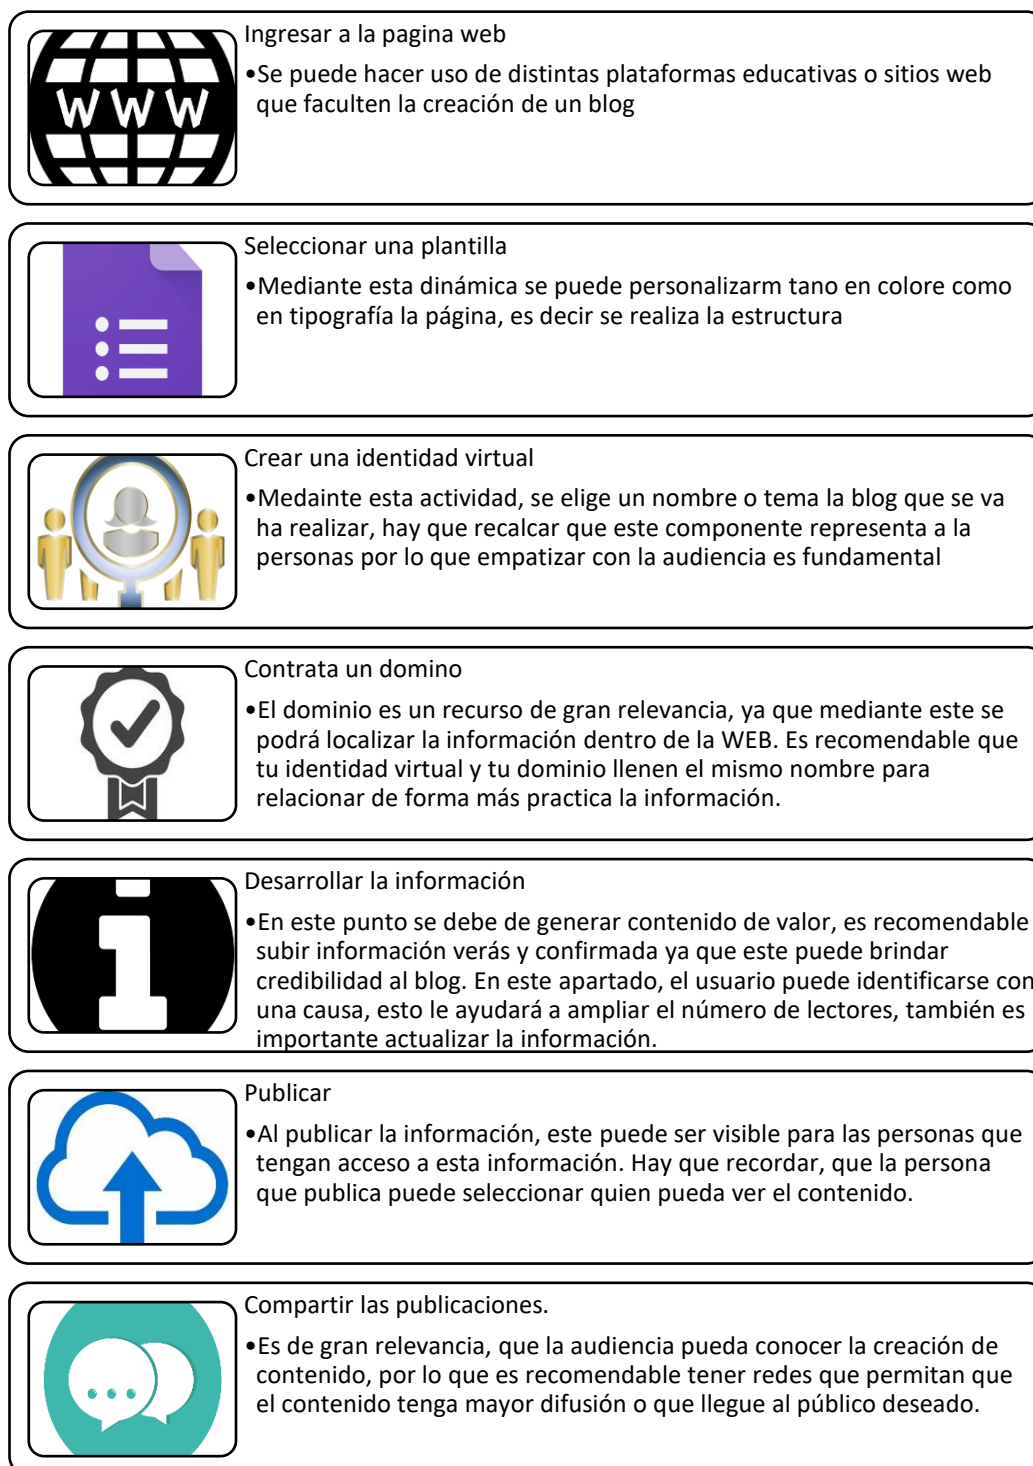 WWW
Ingresar a la pagina web
•Se puede hacer uso de distintas plataformas educativas o sitios web
que faculten la creación de un blog
Seleccionar una plantilla
•Mediante esta dinámica se puede personalizarm tano en colore como
en tipografía la página, es decir se realiza la estructura
Crear una identidad virtual
•Medainte esta actividad, se elige un nombre o tema la blog que se va
ha realizar, hay que recalcar que este componente representa a la
personas por lo que empatizar con la audiencia es fundamental
Contrata un domino
•El dominio es un recurso de gran relevancia, ya que mediante este se
podrá localizar la información dentro de la WEB. Es recomendable que
tu identidad virtual y tu dominio llenen el mismo nombre para
relacionar de forma más practica la información.
i
Desarrollar la información
•En este punto se debe de generar contenido de valor, es recomendable
subir información verás y confirmada ya que este puede brindar
credibilidad al blog. En este apartado, el usuario puede identificarse con
una causa, esto le ayudará a ampliar el número de lectores, también es
importante actualizar la información.
Publicar
•Al publicar la información, este puede ser visible para las personas que
tengan acceso a esta información. Hay que recordar, que la persona
que publica puede seleccionar quien pueda ver el contenido.
Compartir las publicaciones.
•Es de gran relevancia, que la audiencia pueda conocer la creación de
contenido, por lo que es recomendable tener redes que permitan que
el contenido tenga mayor difusión o que llegue al público deseado.